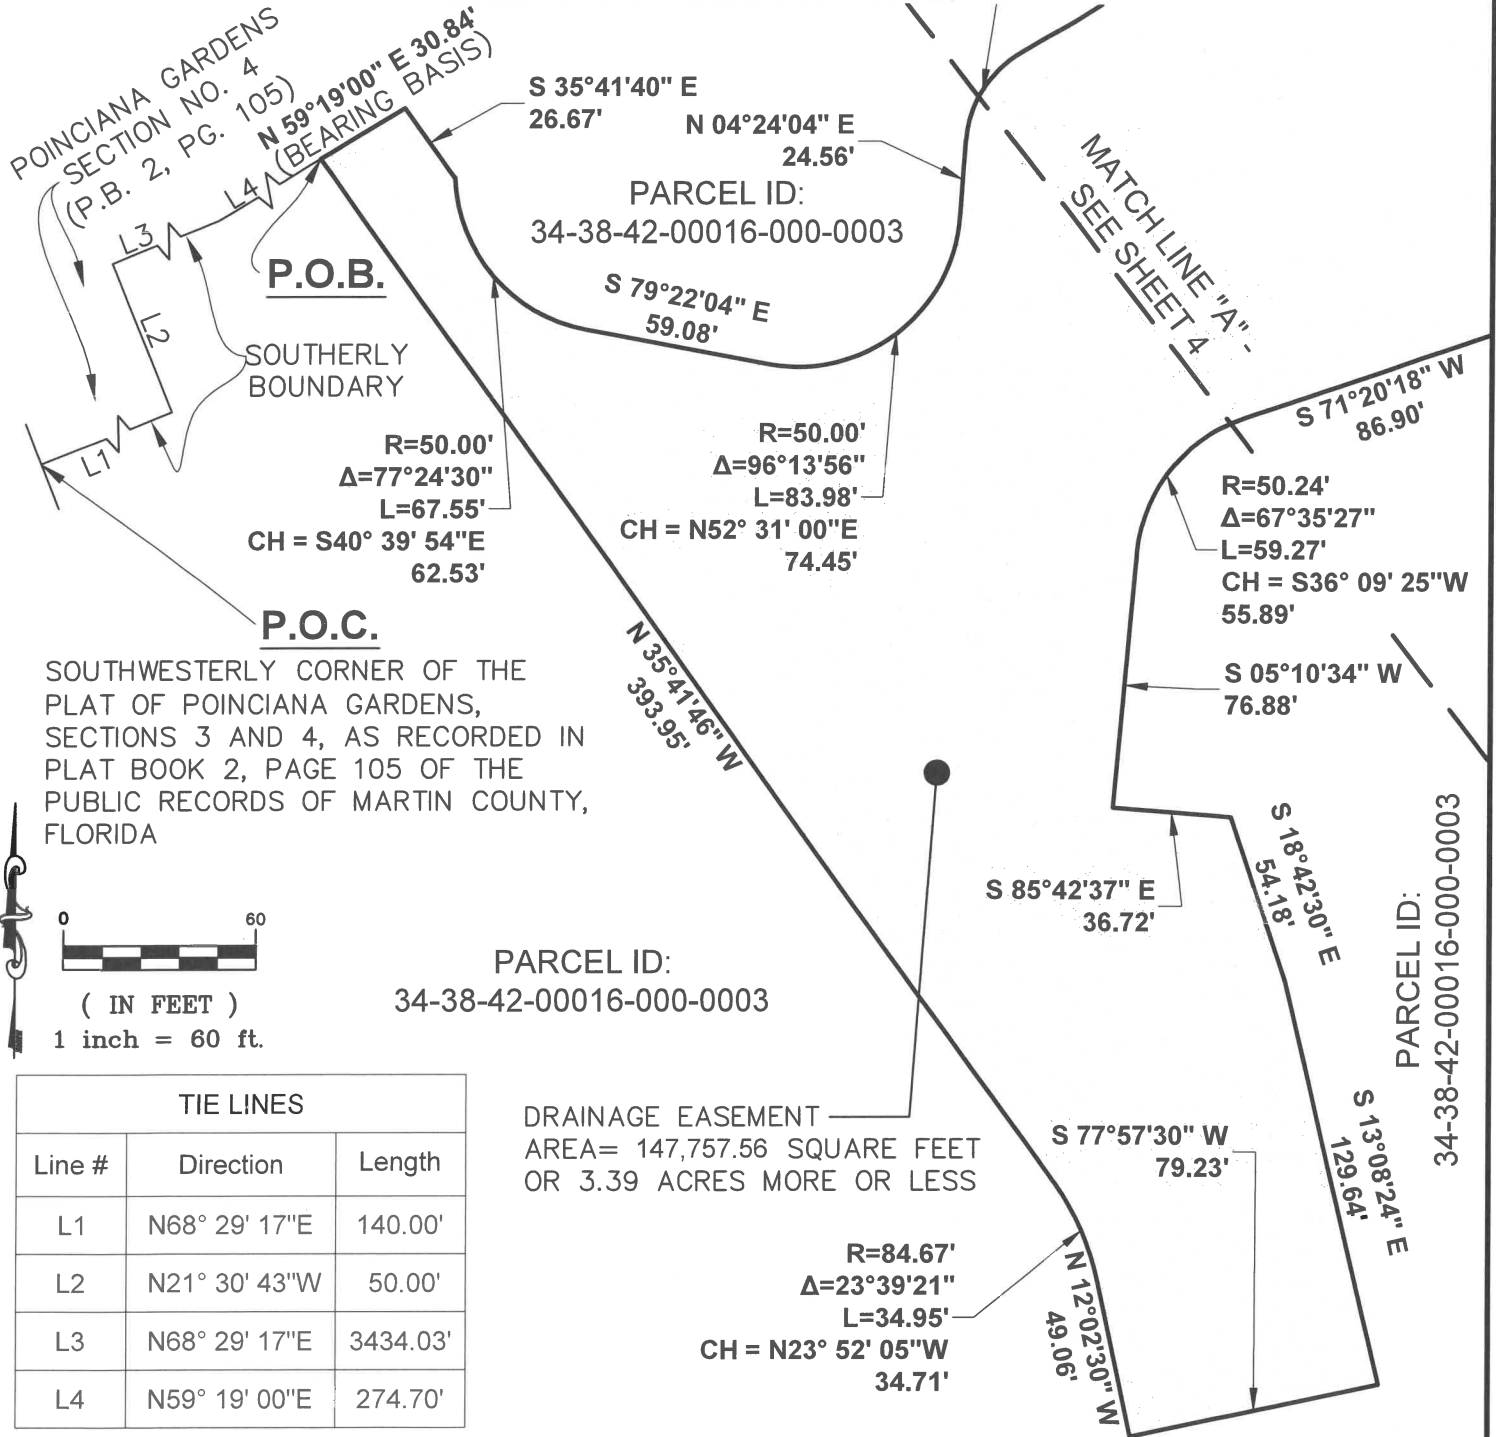 POINCIANA GARDENS
SECTION NO. 4
(P.B. 2, PG. 105)
N 59°19'00" E 30.84'
(BEARING BASIS)
S 35°41'40" E
26.67'
N 04°24'04" E
24.56'
PARCEL ID:
34-38-42-00016-000-0003
MATCH LINE "A"-
SEE SHEET 4
L4
L3
L2
L1
P.O.B.
SOUTHERLY
BOUNDARY
S 79°22'04" E
59.08'
R=50.00'
Δ=77°24'30"
L=67.55'
CH = S40° 39' 54"E
62.53'
R=50.00'
Δ=96°13'56"
L=83.98'
CH = N52° 31' 00"E
74.45'
S 71°20'18" W
86.90'
R=50.24'
Δ=67°35'27"
L=59.27'
CH = S36° 09' 25"W
55.89'
P.O.C.
SOUTHWESTERLY CORNER OF THE
PLAT OF POINCIANA GARDENS,
SECTIONS 3 AND 4, AS RECORDED IN
PLAT BOOK 2, PAGE 105 OF THE
PUBLIC RECORDS OF MARTIN COUNTY,
FLORIDA
N 35°41'46" W
393.95'
S 05°10'34" W
76.88'
S 85°42'37" E
36.72'
S 18°42'30" E
54.18'
PARCEL ID:
34-38-42-00016-000-0003
0 60
( IN FEET )
1 inch = 60 ft.
PARCEL ID:
34-38-42-00016-000-0003
TIE LINES
Line # Direction Length
L1 N68° 29' 17"E 140.00'
L2 N21° 30' 43"W 50.00'
L3 N68° 29' 17"E 3434.03'
L4 N59° 19' 00"E 274.70'
DRAINAGE EASEMENT
AREA= 147,757.56 SQUARE FEET
OR 3.39 ACRES MORE OR LESS
S 77°57'30" W
79.23'
S 13°08'24" E
129.64'
R=84.67'
Δ=23°39'21"
L=34.95'
CH = N23° 52' 05"W
34.71'
N 12°02'30" W
49.06'